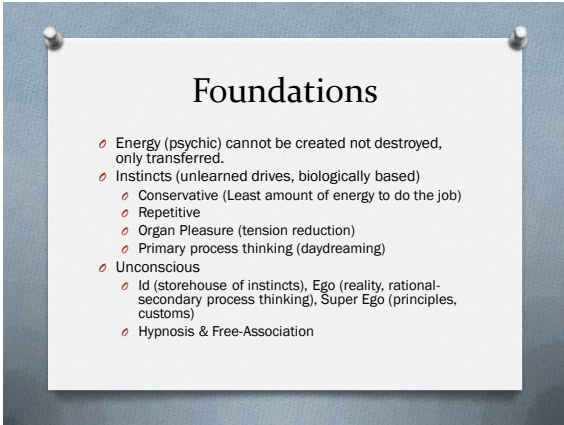 Foundations
Energy (psychic) cannot be created not destroyed,
only transferred.
Instincts (unlearned drives, biologically based)
Conservative (Least amount of energy to do the job)
Repetitive
Organ Pleasure (tension reduction)
Primary process thinking (daydreaming)
Unconscious
Id (storehouse of instincts), Ego (reality, rational-
secondary process thinking), Super Ego (principles,
customs)
Hypnosis & Free-Association